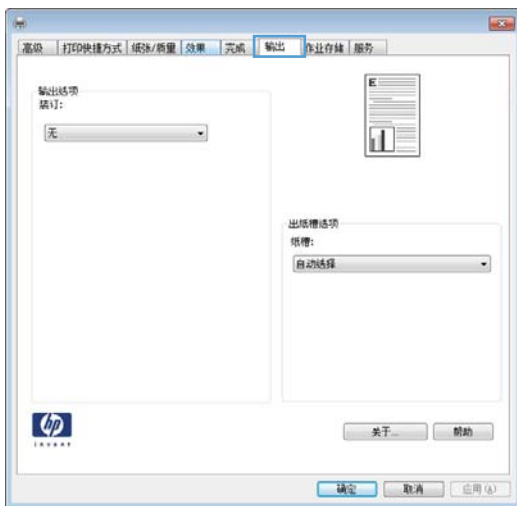 高级 打印快捷方式 纸张/质量 效果 完成 输出 作业存储 服务
输出选项
装订:
无
E
出纸槽选项
纸槽:
自动选择
hp
invent
关于... 帮助
确定 取消 应用(A)